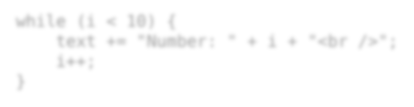 while (i < 10) {
    text += "Number: " + i + "<br />";
    i++;
}